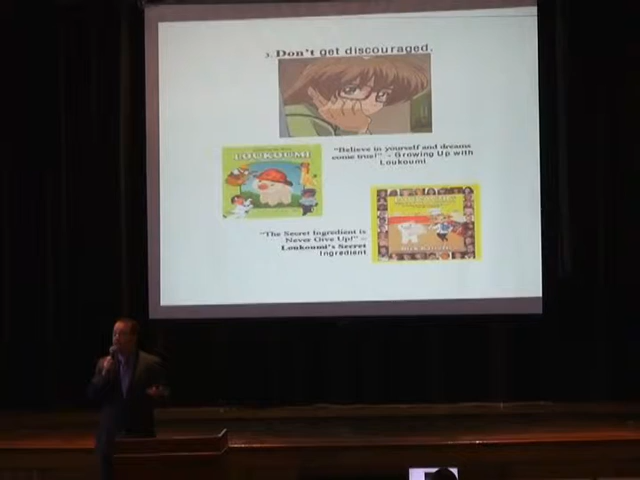 3. Don't get discouraged.
LOUKOUMI
"Believe in yourself and dreams
come true!" - Growing Up with
Loukoumi
"The Secret Ingredient is
Never Give Up!" -
Loukoumi's Secret
Ingredient